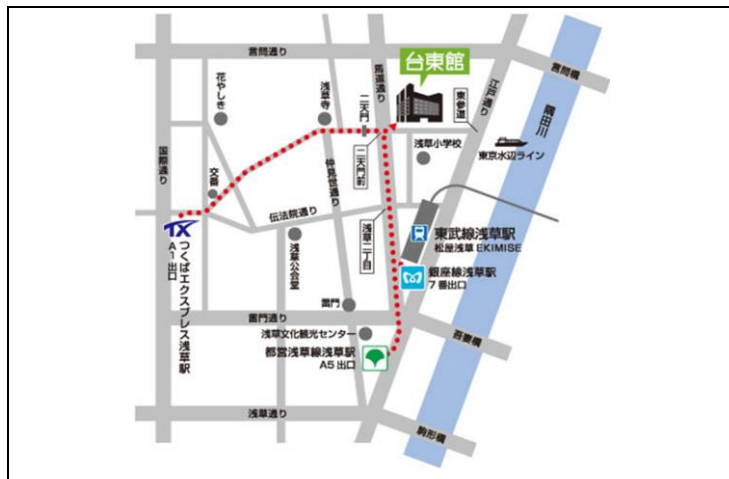 言問通り
台東館
馬道通り
花やしき
浅草寺
二天門
江戸通り
東参道
言問橋
隅田川
国際通り
交番
仲見世通り
二天門前
浅草小学校
東京水辺ライン
伝法院通り
浅草二丁目
TX
A1出口
つくばエクスプレス浅草駅
浅草公会堂
東武線浅草駅
松屋浅草 EKIMISE
銀座線浅草駅
7番出口
雷門
雷門通り
浅草文化観光センター
吾妻橋
都営浅草線浅草駅
A5出口
浅草通り
駒形橋